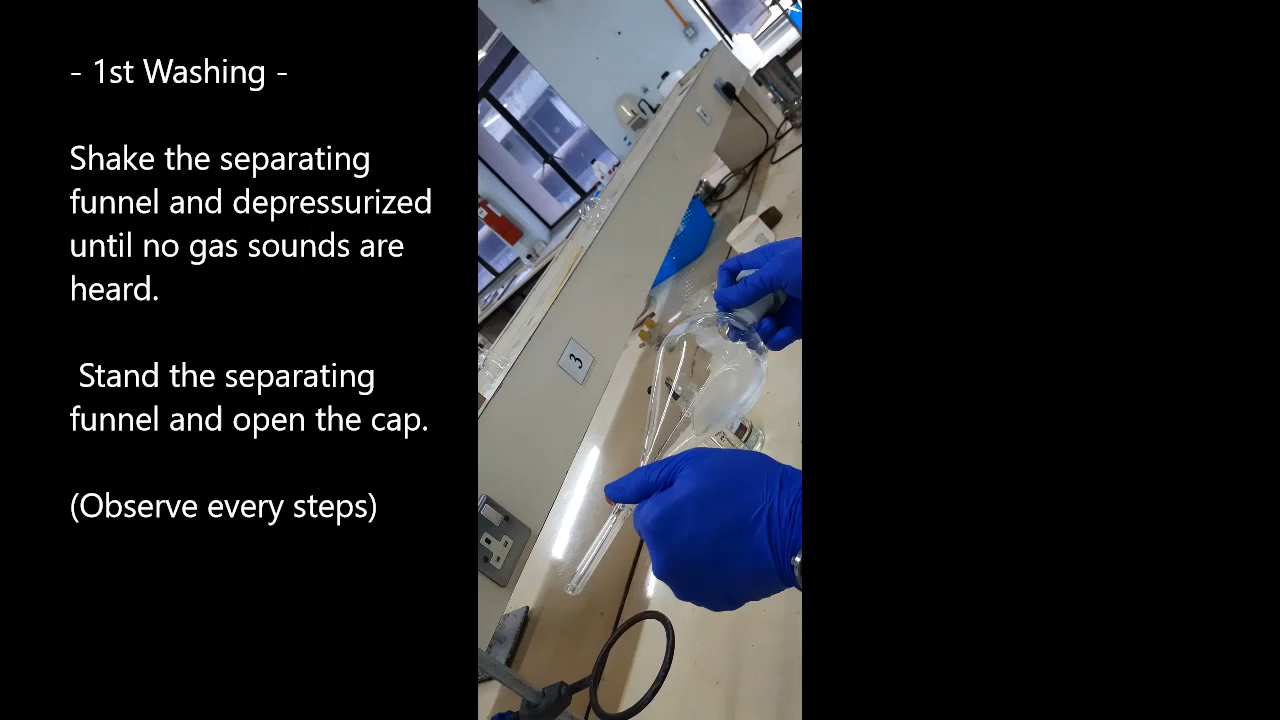 - 1st Washing -
Shake the separating
funnel and depressurized
until no gas sounds are
heard.
Stand the separating
funnel and open the cap.
(Observe every steps)
3